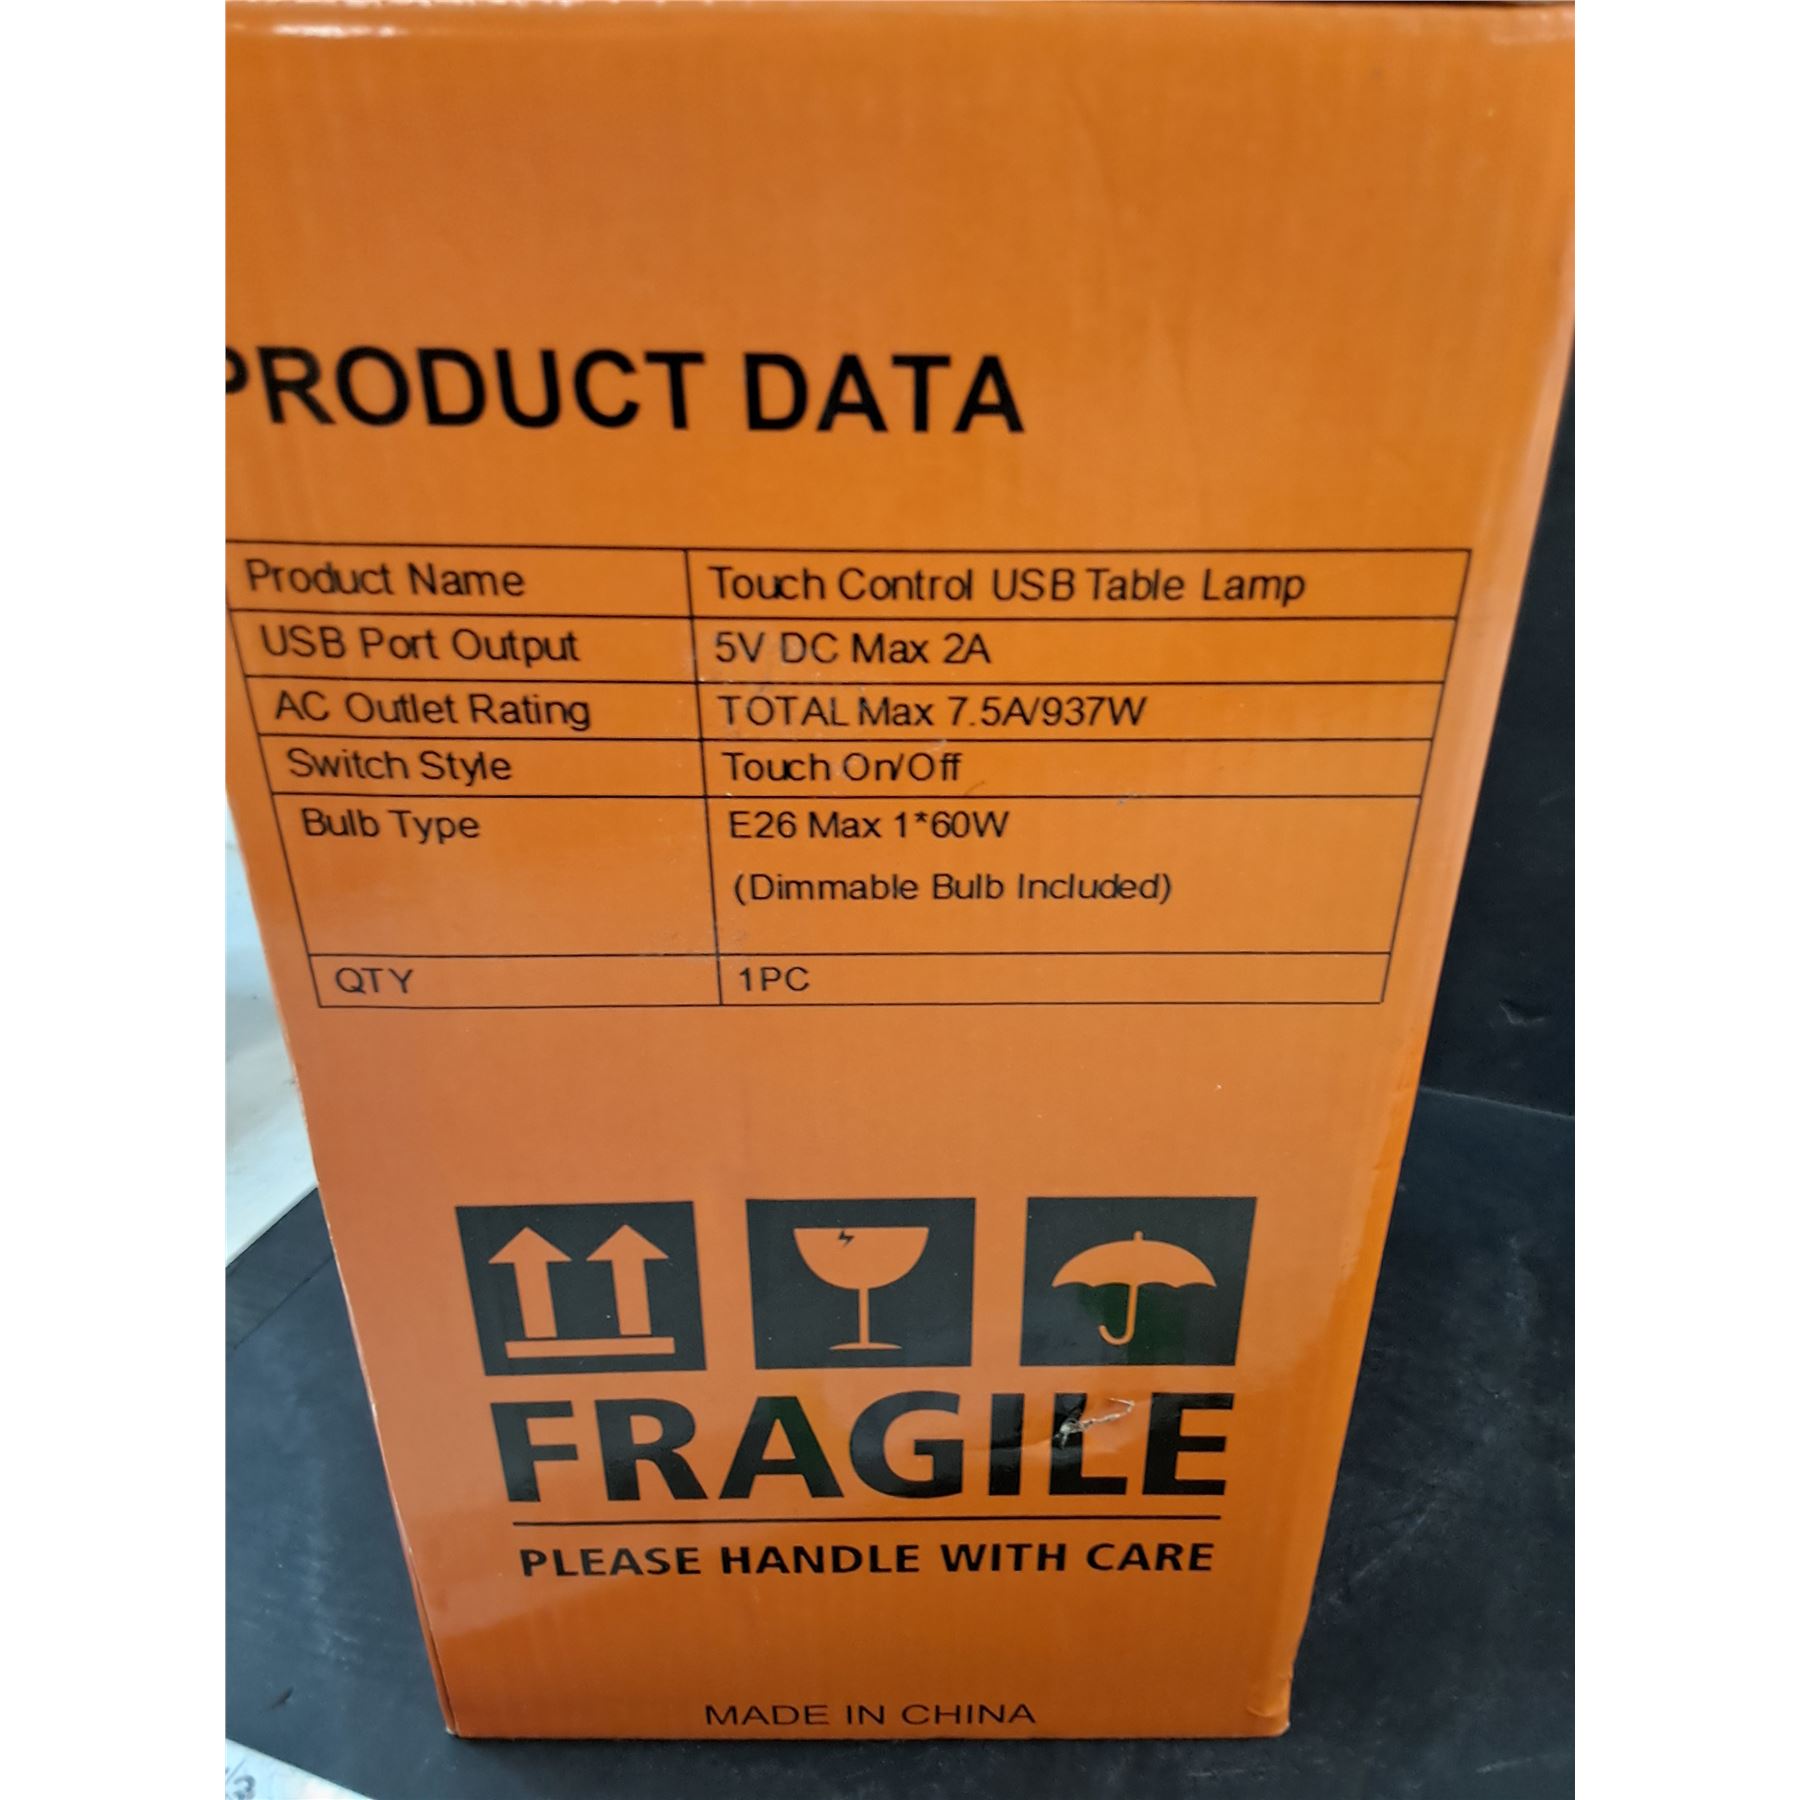 PRODUCT DATA
Product Name Touch Control USB Table Lamp
USB Port Output 5V DC Max 2A
AC Outlet Rating TOTAL Max 7.5A/937W
Switch Style Touch On/Off
Bulb Type E26 Max 1*60W
(Dimmable Bulb Included)
QTY 1PC
FRAGILE
PLEASE HANDLE WITH CARE
MADE IN CHINA